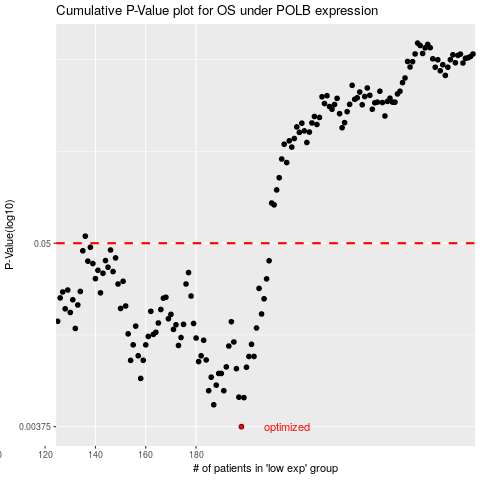 Cumulative P-Value plot for OS under POLB expression
P-Value(log10)
0.05
0.00375
optimized
0 120 140 160 180
# of patients in 'low exp' group